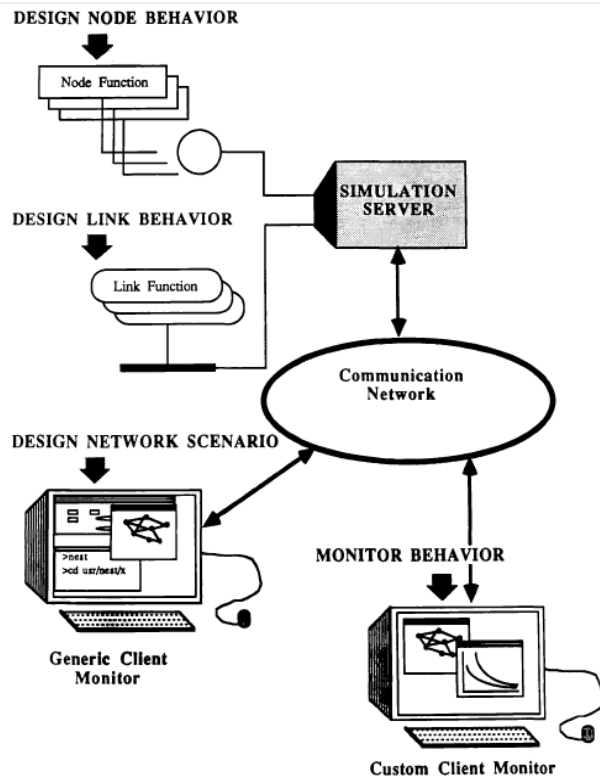 DESIGN NODE BEHAVIOR
Node Function
SIMULATION
SERVER
DESIGN LINK BEHAVIOR
Link Function
Communication
Network
DESIGN NETWORK SCENARIO
>nest
>cd usr/nest/x
MONITOR BEHAVIOR
Generic Client
Monitor
Custom Client Monitor